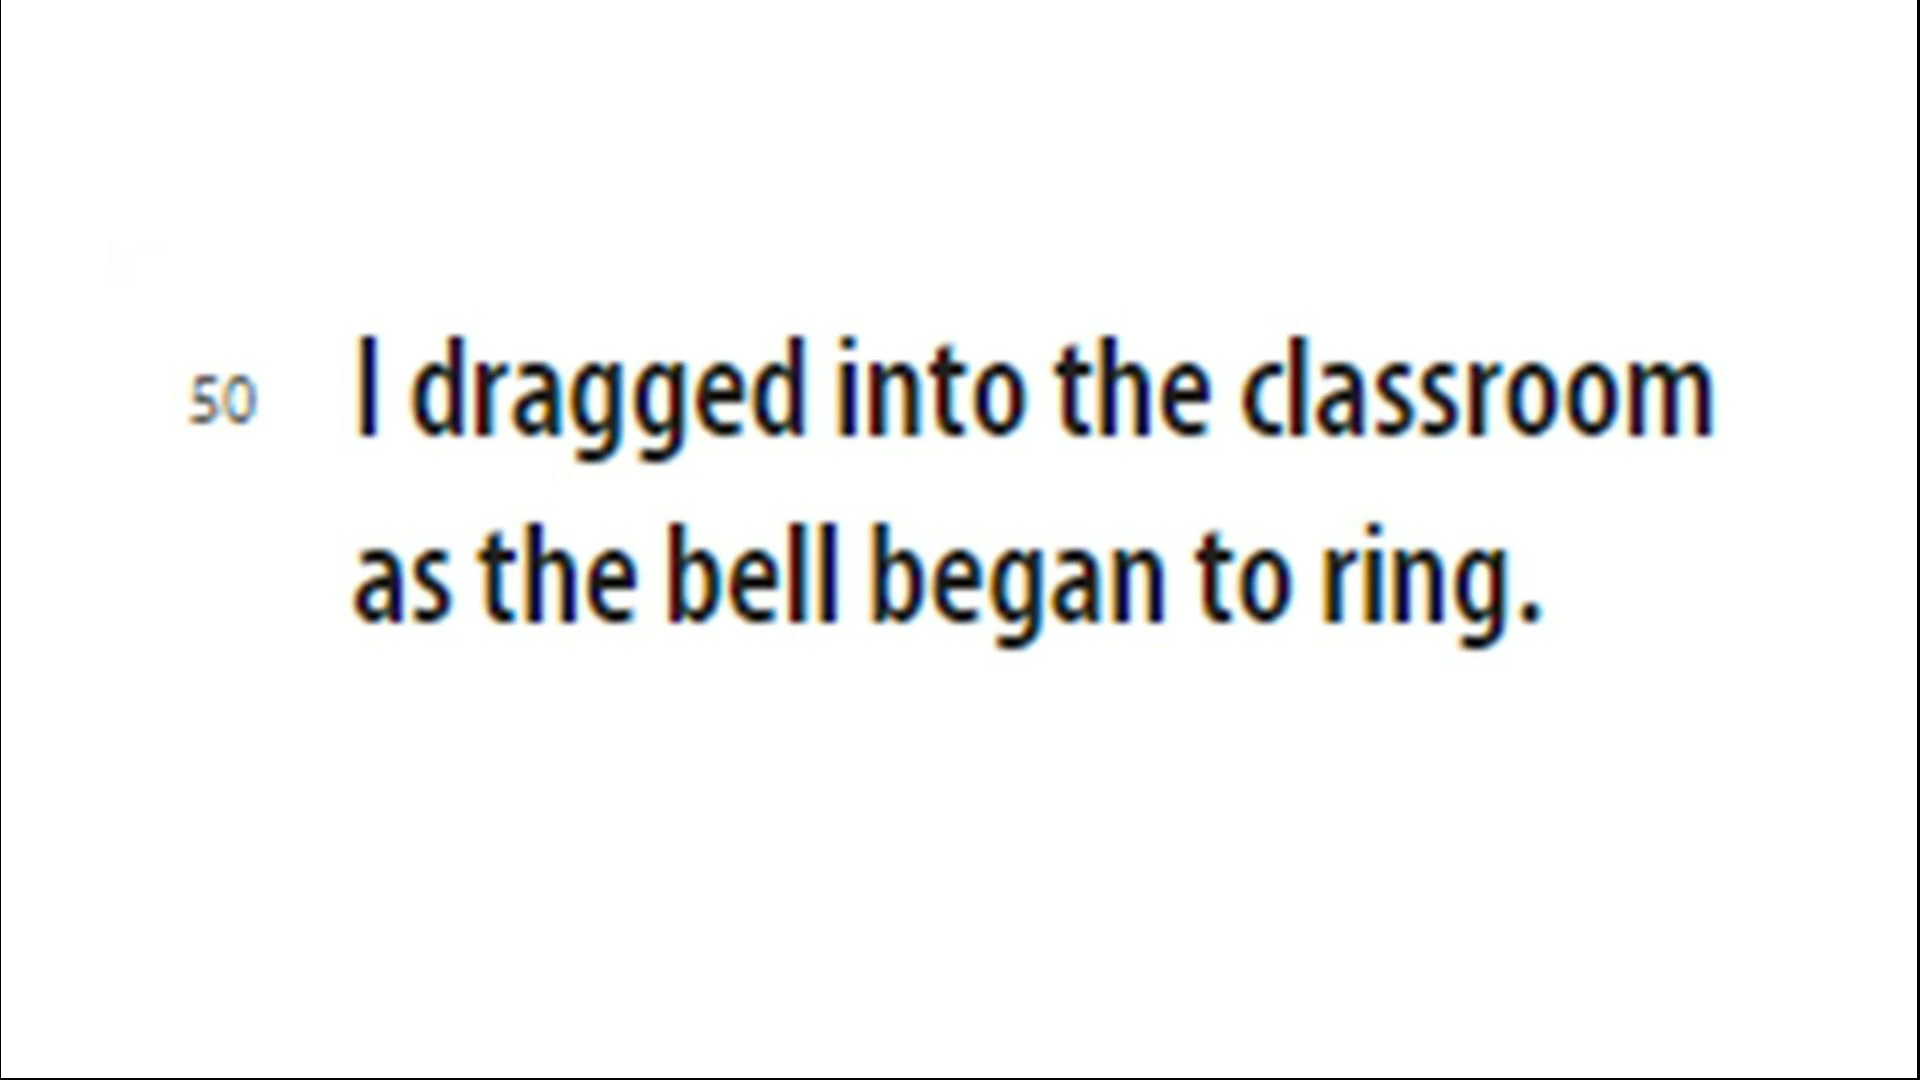 50 I dragged into the classroom
as the bell began to ring.